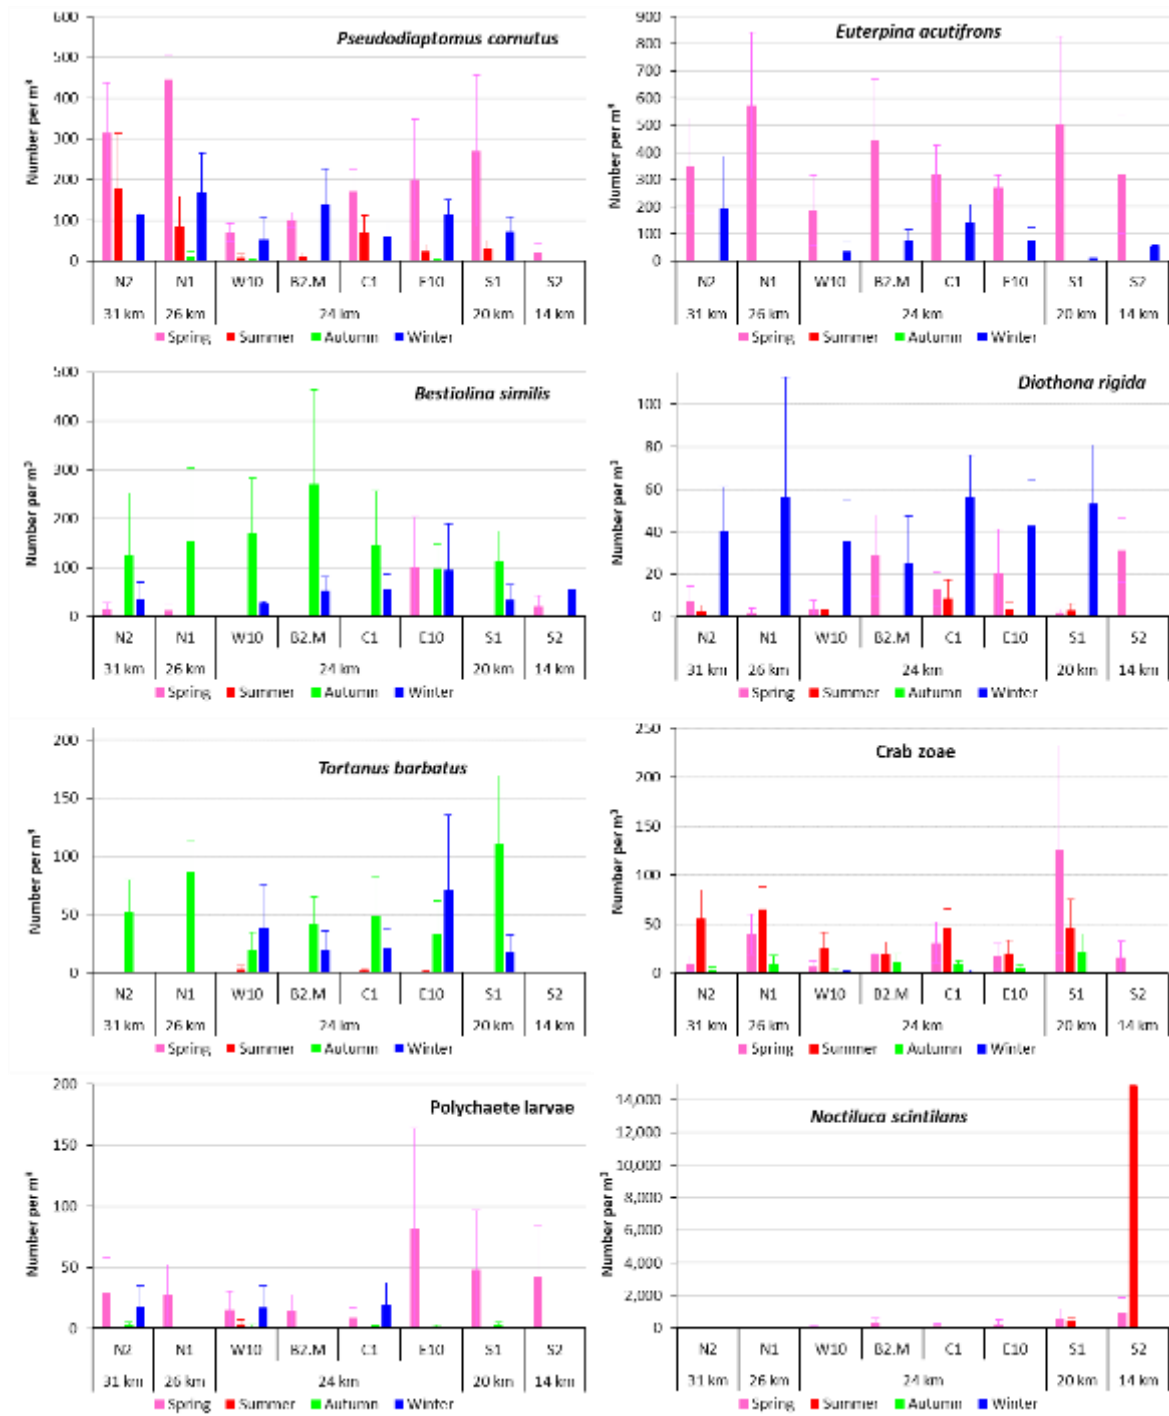 Pseudodiaptomus cornutus
Number per m³
600
500
400
300
200
100
0
N2 N1 W10 B2.M C1 E10 S1 S2
31 km 26 km 24 km 20 km 14 km
Spring Summer Autumn Winter
Euterpina acutifrons
Number per m³
900
800
700
600
500
400
300
200
100
0
N2 N1 W10 B2.M C1 E10 S1 S2
31 km 26 km 24 km 20 km 14 km
Spring Summer Autumn Winter
Bestiolina similis
Number per m³
500
400
300
200
100
0
N2 N1 W10 B2.M C1 E10 S1 S2
31 km 26 km 24 km 20 km 14 km
Spring Summer Autumn Winter
Diothona rigida
Number per m³
100
80
60
40
20
0
N2 N1 W10 B2.M C1 E10 S1 S2
31 km 26 km 24 km 20 km 14 km
Spring Summer Autumn Winter
Tortanus barbatus
Number per m³
200
150
100
50
0
N2 N1 W10 B2.M C1 E10 S1 S2
31 km 26 km 24 km 20 km 14 km
Spring Summer Autumn Winter
Crab zoae
Number per m³
250
200
150
100
50
0
N2 N1 W10 B2.M C1 E10 S1 S2
31 km 26 km 24 km 20 km 14 km
Spring Summer Autumn Winter
Polychaete larvae
Number per m³
200
150
100
50
0
N2 N1 W10 B2.M C1 E10 S1 S2
31 km 26 km 24 km 20 km 14 km
Spring Summer Autumn Winter
Noctiluca scintilans
Number per m³
14,000
12,000
10,000
8,000
6,000
4,000
2,000
0
N2 N1 W10 B2.M C1 E10 S1 S2
31 km 26 km 24 km 20 km 14 km
Spring Summer Autumn Winter